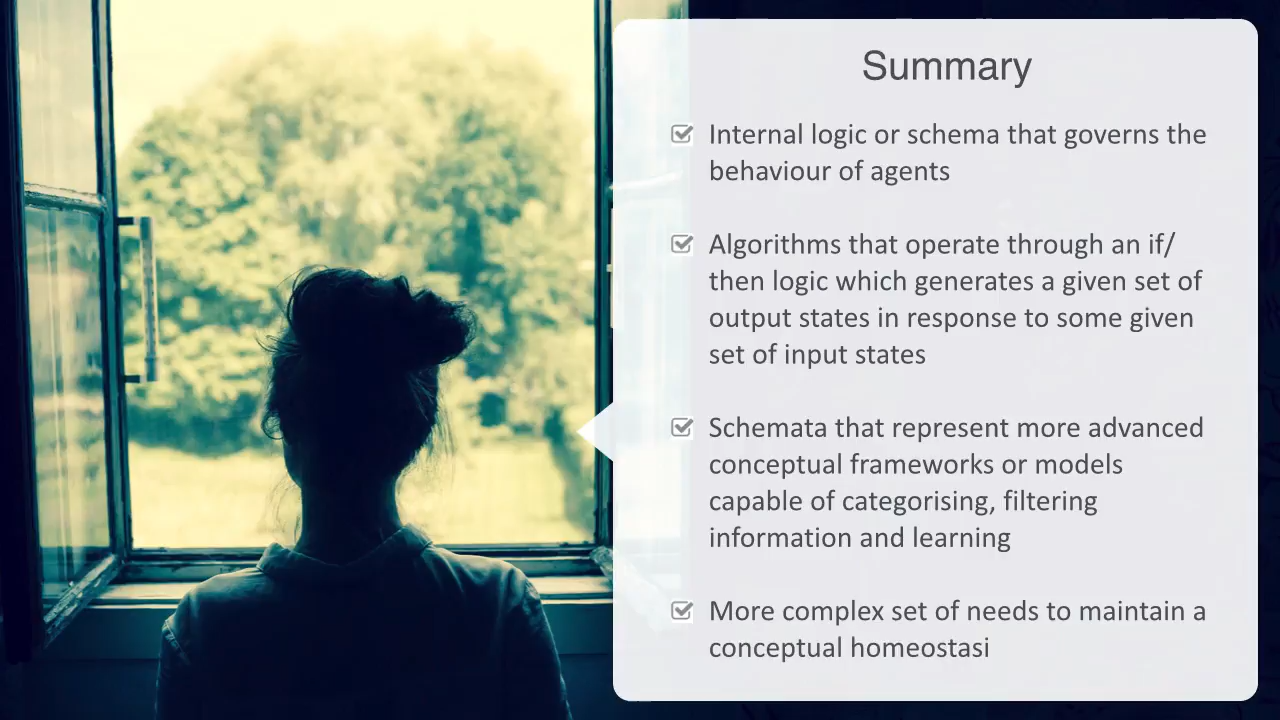 Summary
Internal logic or schema that governs the
behaviour of agents
Algorithms that operate through an if/
then logic which generates a given set of
output states in response to some given
set of input states
Schemata that represent more advanced
conceptual frameworks or models
capable of categorising, filtering
information and learning
More complex set of needs to maintain a
conceptual homeostasi